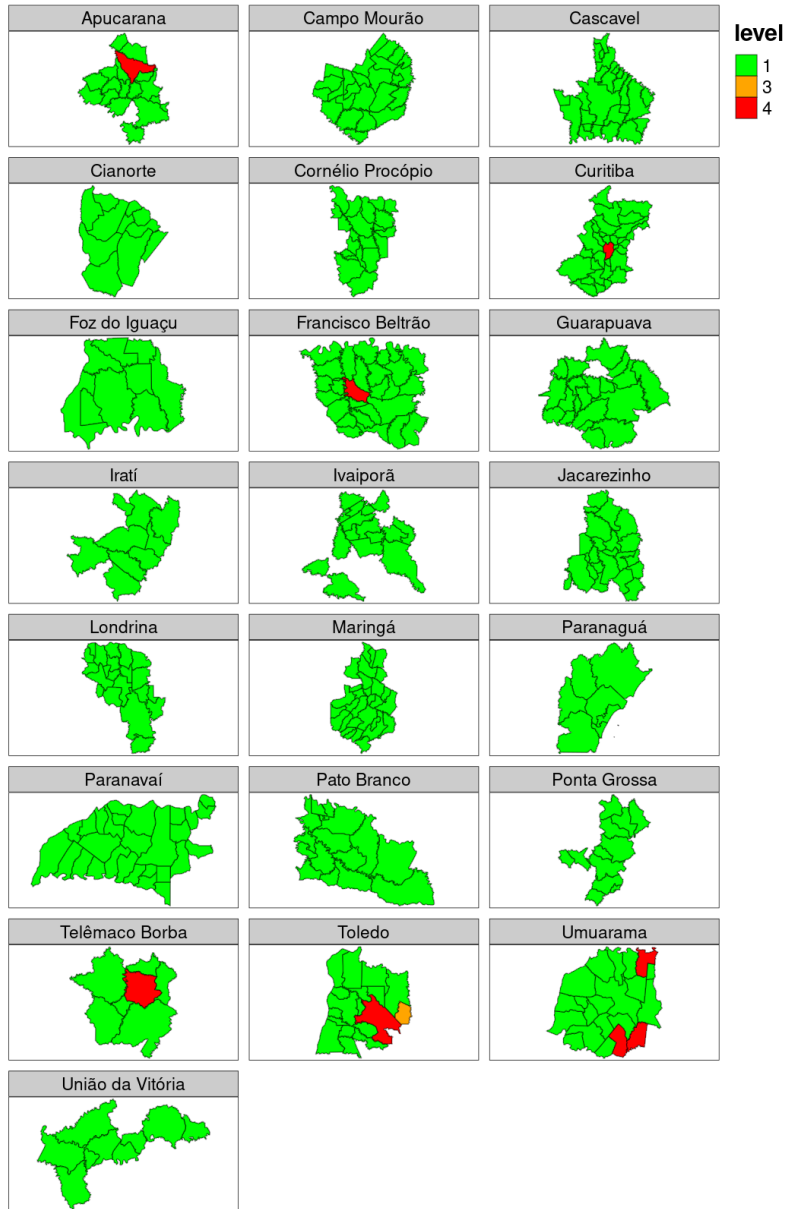 Apucarana
Campo Mourão
Cascavel
level
1
3
4
Cianorte
Cornélio Procópio
Curitiba
Foz do Iguaçu
Francisco Beltrão
Guarapuava
Iratí
Ivaiporã
Jacarezinho
Londrina
Maringá
Paranaguá
Paranavaí
Pato Branco
Ponta Grossa
Telêmaco Borba
Toledo
Umuarama
União da Vitória